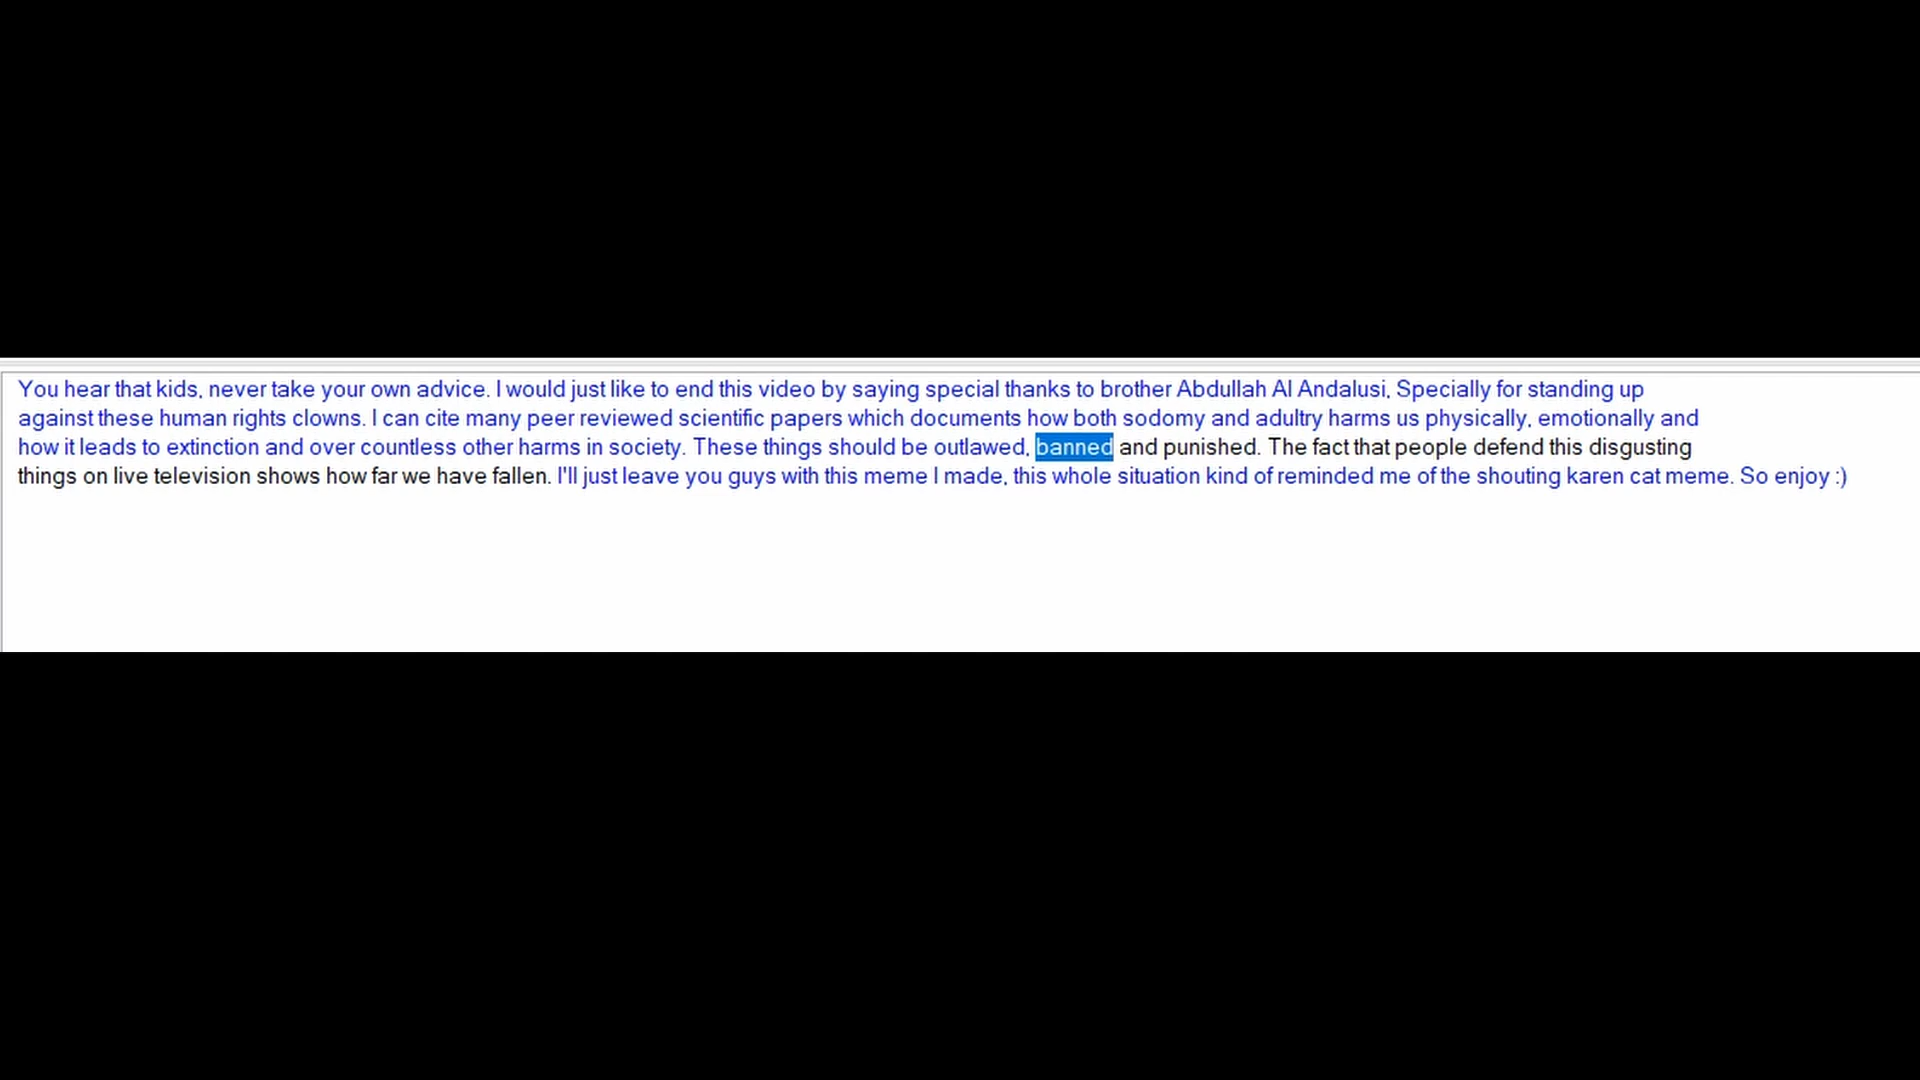 You hear that kids, never take your own advice. I would just like to end this video by saying special thanks to brother Abdullah Al Andalusi, Specially for standing up
against these human rights clowns. I can cite many peer reviewed scientific papers which documents how both sodomy and adultry harms us physically, emotionally and
how it leads to extinction and over countless other harms in society. These things should be outlawed, banned and punished. The fact that people defend this disgusting
things on live television shows how far we have fallen. I'll just leave you guys with this meme I made, this whole situation kind of reminded me of the shouting karen cat meme. So enjoy :)